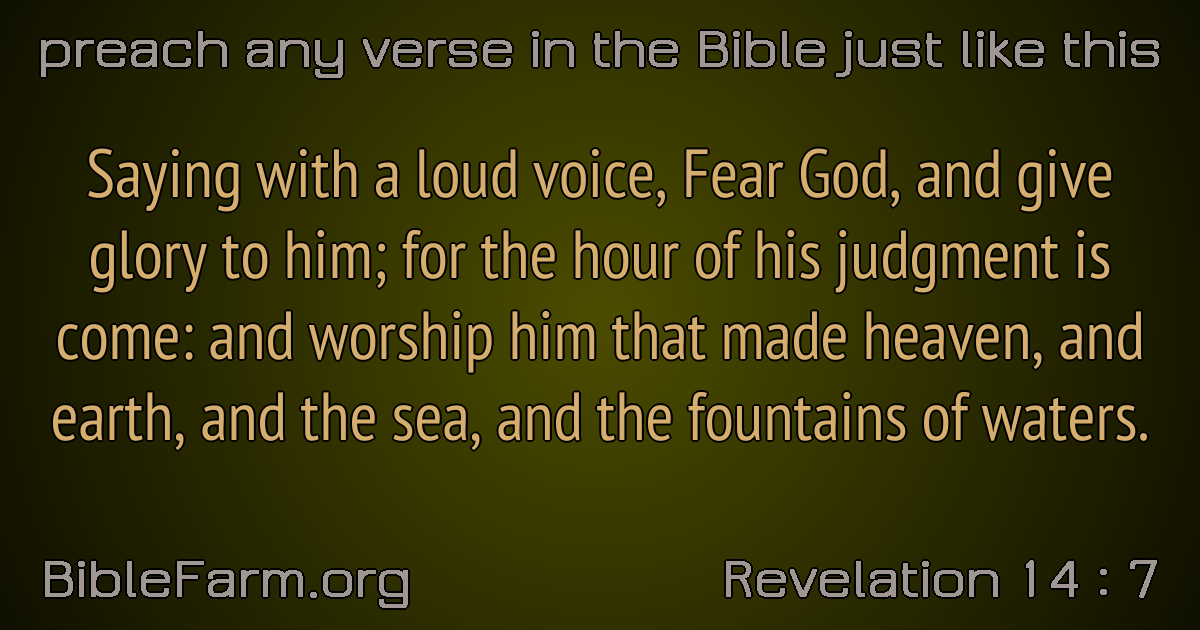 preach any verse in the Bible just like this
Saying with a loud voice, Fear God, and give
glory to him; for the hour of his judgment is
come: and worship him that made heaven, and
earth, and the sea, and the fountains of waters.
BibleFarm.org
Revelation 14 : 7